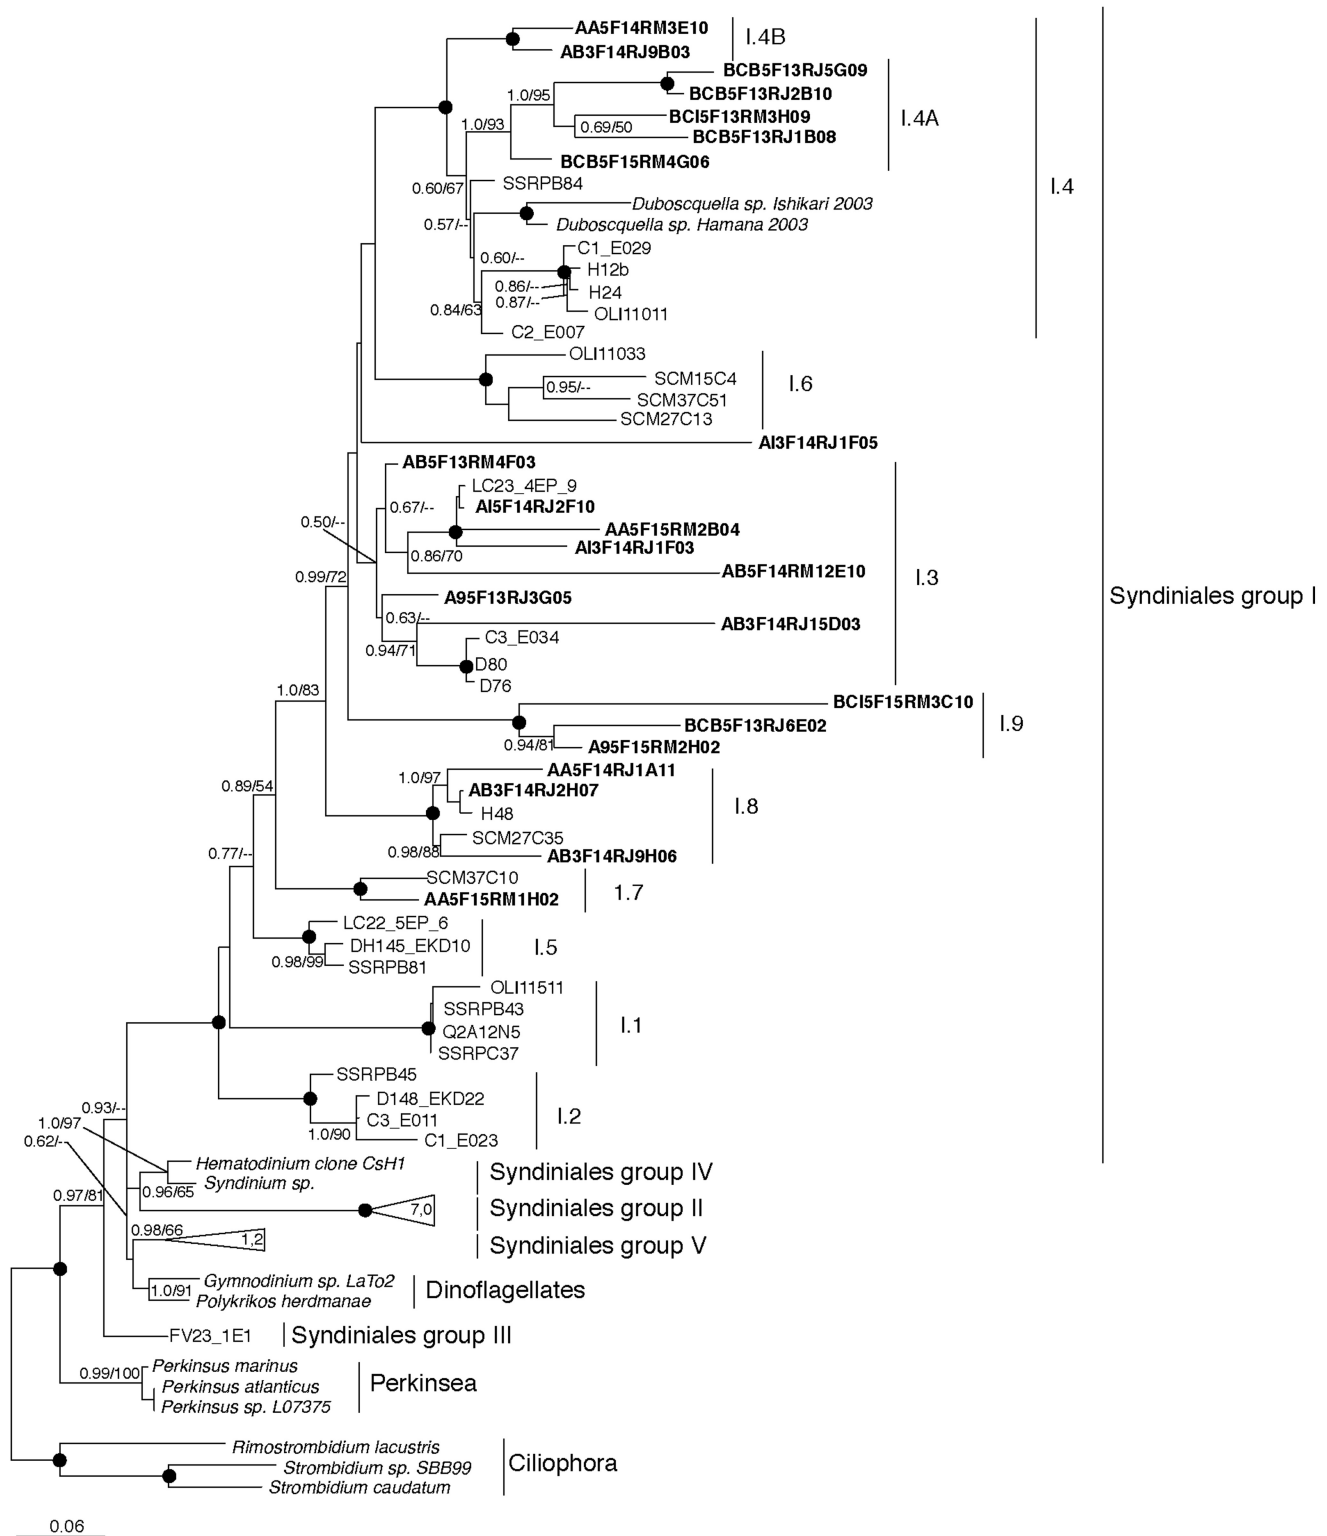 AA5F14RM3E10
I.4B
AB3F14RJ9B03
BCB5F13RJ5G09
1.0/95
BCB5F13RJ2B10
BCI5F13RM3H09
I.4A
1.0/93
0.69/50
BCB5F13RJ1B08
BCB5F15RM4G06
0.60/67
SSRPB84
I.4
Duboscquella sp. Ishikari 2003
0.57/--
Duboscquella sp. Hamana 2003
C1_E029
0.60/--
H12b
0.86/--
H24
0.87/--
0.84/63
OLI11011
C2_E007
OLI11033
SCM15C4
I.6
0.95/--
SCM37C51
SCM27C13
AI3F14RJ1F05
AB5F13RM4F03
LC23_4EP_9
0.67/--
AI5F14RJ2F10
0.50/--
AA5F15RM2B04
AI3F14RJ1F03
0.86/70
AB5F14RM12E10
I.3
0.99/72
A95F13RJ3G05
Syndiniales group I
0.63/--
AB3F14RJ15D03
C3_E034
0.94/71
D80
D76
1.0/83
BCI5F15RM3C10
BCB5F13RJ6E02
I.9
0.94/81
A95F15RM2H02
AA5F14RJ1A11
1.0/97
0.89/54
AB3F14RJ2H07
I.8
H48
SCM27C35
0.98/88
AB3F14RJ9H06
0.77/--
SCM37C10
1.7
AA5F15RM1H02
LC22_5EP_6
DH145_EKD10
I.5
0.98/99
SSRPB81
OLI11511
SSRPB43
I.1
Q2A12N5
SSRPC37
SSRPB45
D148_EKD22
0.93/--
C3_E011
I.2
1.0/97
1.0/90
C1_E023
0.62/--
Hematodinium clone CsH1
Syndiniales group IV
Syndinium sp.
0.97/81
0.96/65
7,0
Syndiniales group II
0.98/66
1,2
Syndiniales group V
Gymnodinium sp. LaTo2
1.0/91
Dinoflagellates
Polykrikos herdmanae
FV23_1E1
Syndiniales group III
Perkinsus marinus
0.99/100
Perkinsus atlanticus
Perkinsea
Perkinsus sp. L07375
Rimostrombidium lacustris
Strombidium sp. SBB99
Ciliophora
Strombidium caudatum
0.06